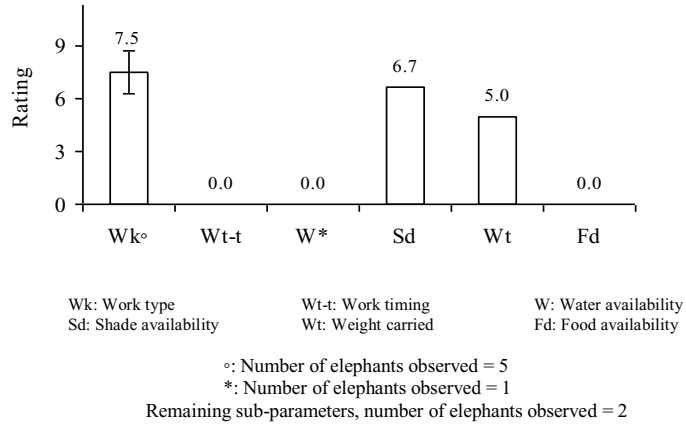 9
6
3
0
Rating
7.5
0.0
0.0
6.7
5.0
0.0
Wk◦
Wt-t
W*
Sd
Wt
Fd
Wk: Work type
Wt-t: Work timing
W: Water availability
Sd: Shade availability
Wt: Weight carried
Fd: Food availability
◦: Number of elephants observed = 5
*: Number of elephants observed = 1
Remaining sub-parameters, number of elephants observed = 2